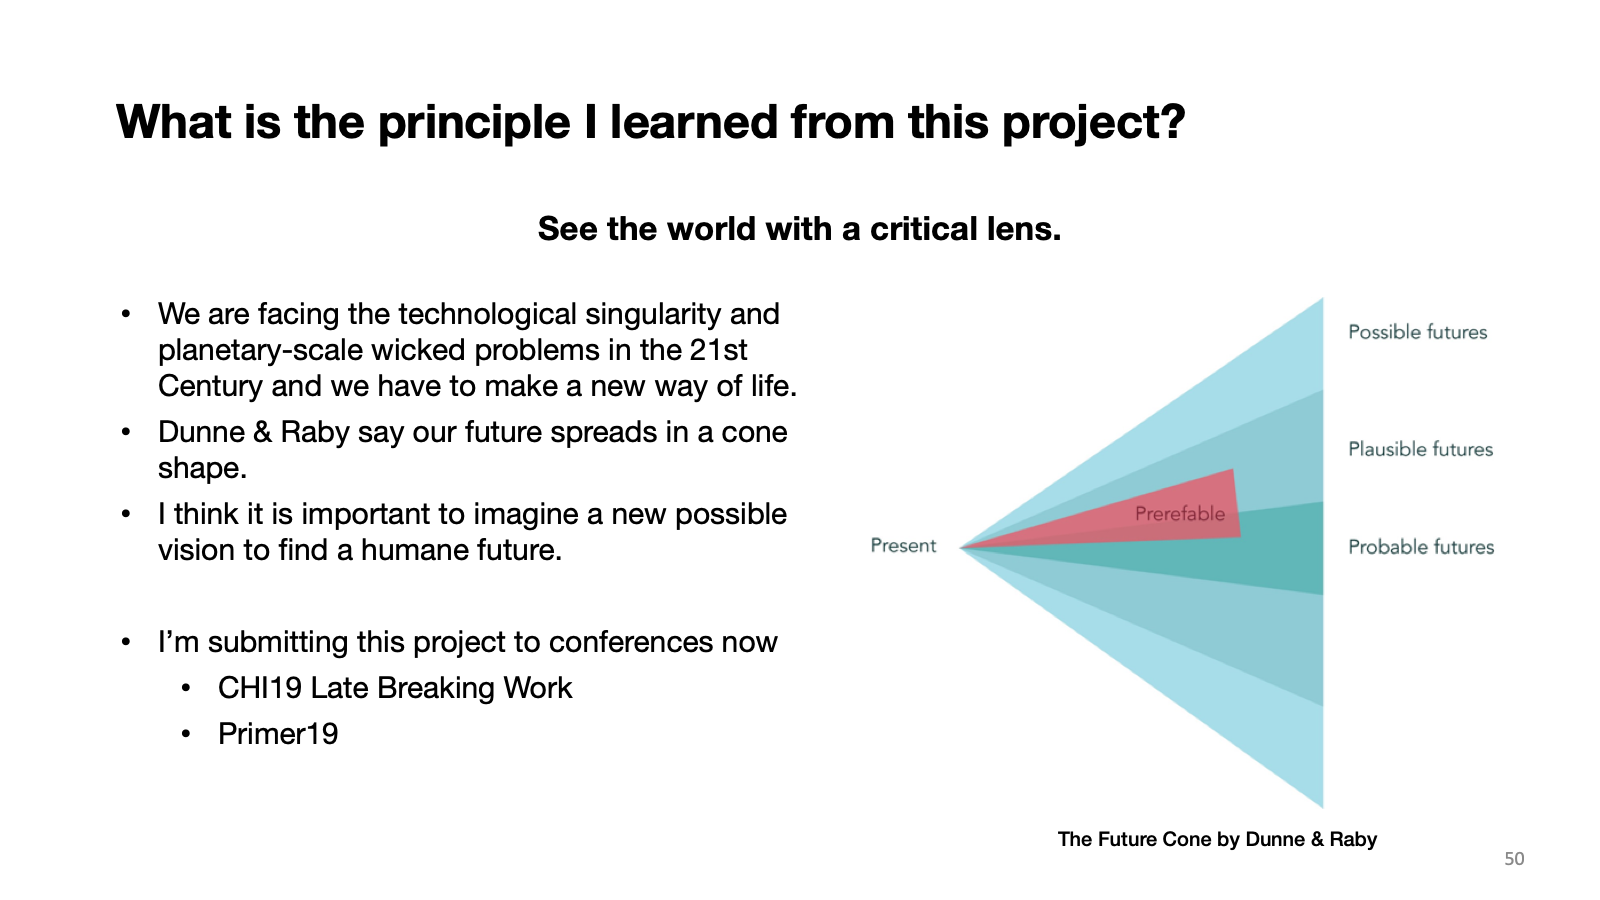 What is the principle I learned from this project?
See the world with a critical lens.
• We are facing the technological singularity and
planetary-scale wicked problems in the 21st
Century and we have to make a new way of life.
• Dunne & Raby say our future spreads in a cone
shape.
• I think it is important to imagine a new possible
vision to find a humane future.
• I’m submitting this project to conferences now
• CHI19 Late Breaking Work
• Primer19
Possible futures
Plausible futures
Prerefable
Present
Probable futures
The Future Cone by Dunne & Raby
50